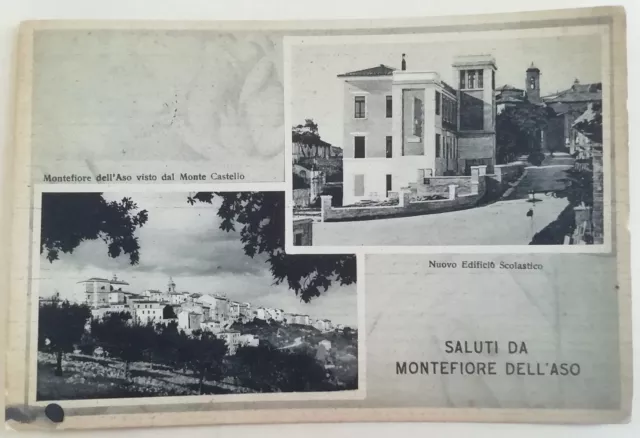 Montefiore dell'Aso visto dal Monte Castello
Nuovo Edificio Scolastico
SALUTI DA
MONTEFIORE DELL'ASO